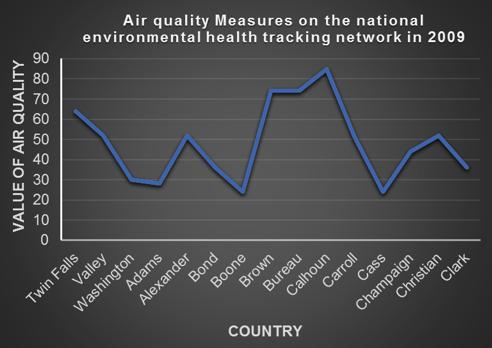 Air quality Measures on the national
environmental health tracking network in 2009
VALUE OF AIR QUALITY
90
80
70
60
50
40
30
20
10
0
Twin Falls
Valley
Washington
Adams
Alexander
Bond
Boone
Brown
Bureau
Calhoun
Carroll
Cass
Champaign
Christian
Clark
COUNTRY